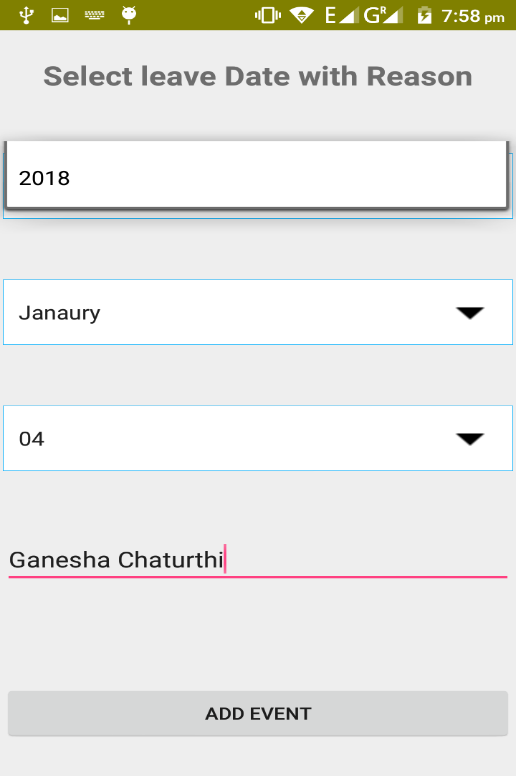 E G R 7:58 pm
Select leave Date with Reason
2018
Janaury
04
Ganesha Chaturthi
ADD EVENT